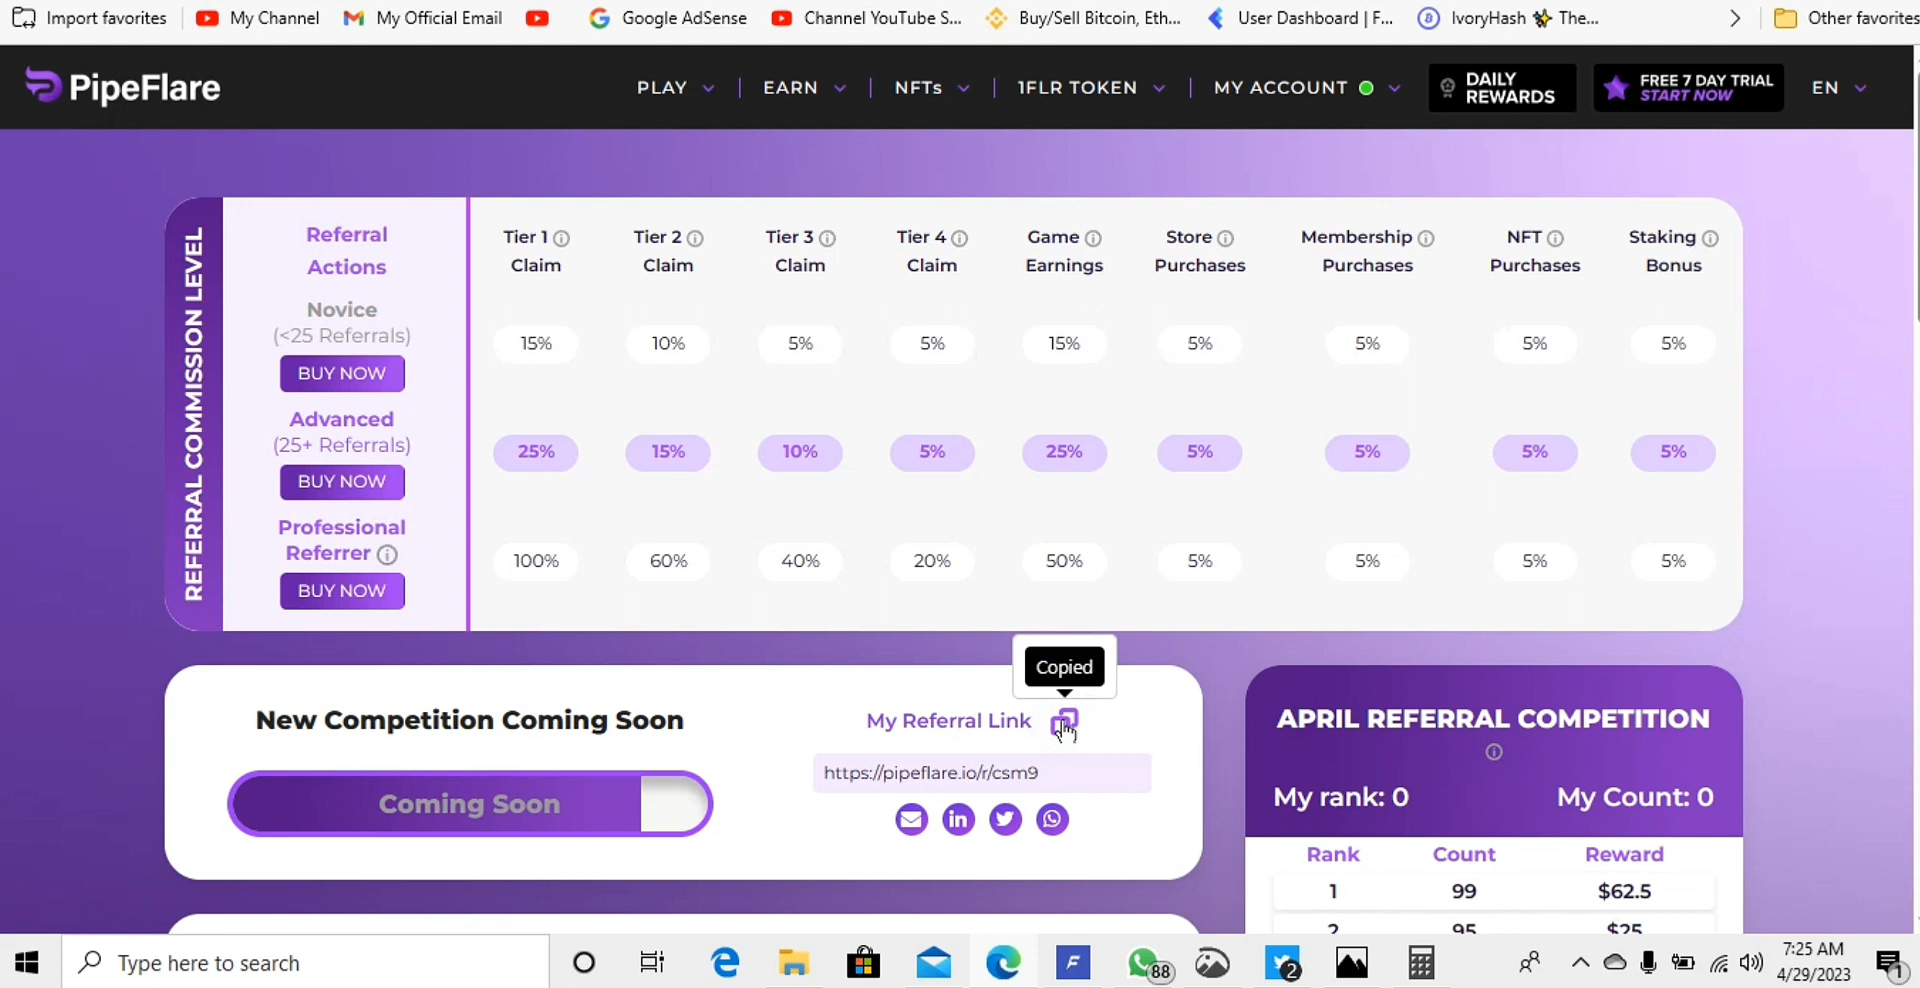 Import favorites
My Channel
My Official Email
Google AdSense
Channel YouTube S...
Buy/Sell Bitcoin, Eth...
User Dashboard | F...
IvoryHash ✨ The...
Other favorites
PipeFlare
PLAY
EARN
NFTs
1FLR TOKEN
MY ACCOUNT
DAILY
REWARDS
FREE 7 DAY TRIAL
START NOW
EN
REFERRAL COMMISSION LEVEL
Referral
Actions
Tier 1
Claim
Tier 2
Claim
Tier 3
Claim
Tier 4
Claim
Game
Earnings
Store
Purchases
Membership
Purchases
NFT
Purchases
Staking
Bonus
Novice
(<25 Referrals)
BUY NOW
15% 10% 5% 5% 15% 5% 5% 5% 5%
Advanced
(25+ Referrals)
BUY NOW
25% 15% 10% 5% 25% 5% 5% 5% 5%
Professional
Referrer
BUY NOW
100% 60% 40% 20% 50% 5% 5% 5% 5%
Copied
New Competition Coming Soon
Coming Soon
My Referral Link
https://pipeflare.io/r/csm9
APRIL REFERRAL COMPETITION
My rank: 0 My Count: 0
Rank Count Reward
1 99 $62.5
2 95 $25
Type here to search
88
2
7:25 AM
4/29/2023
1